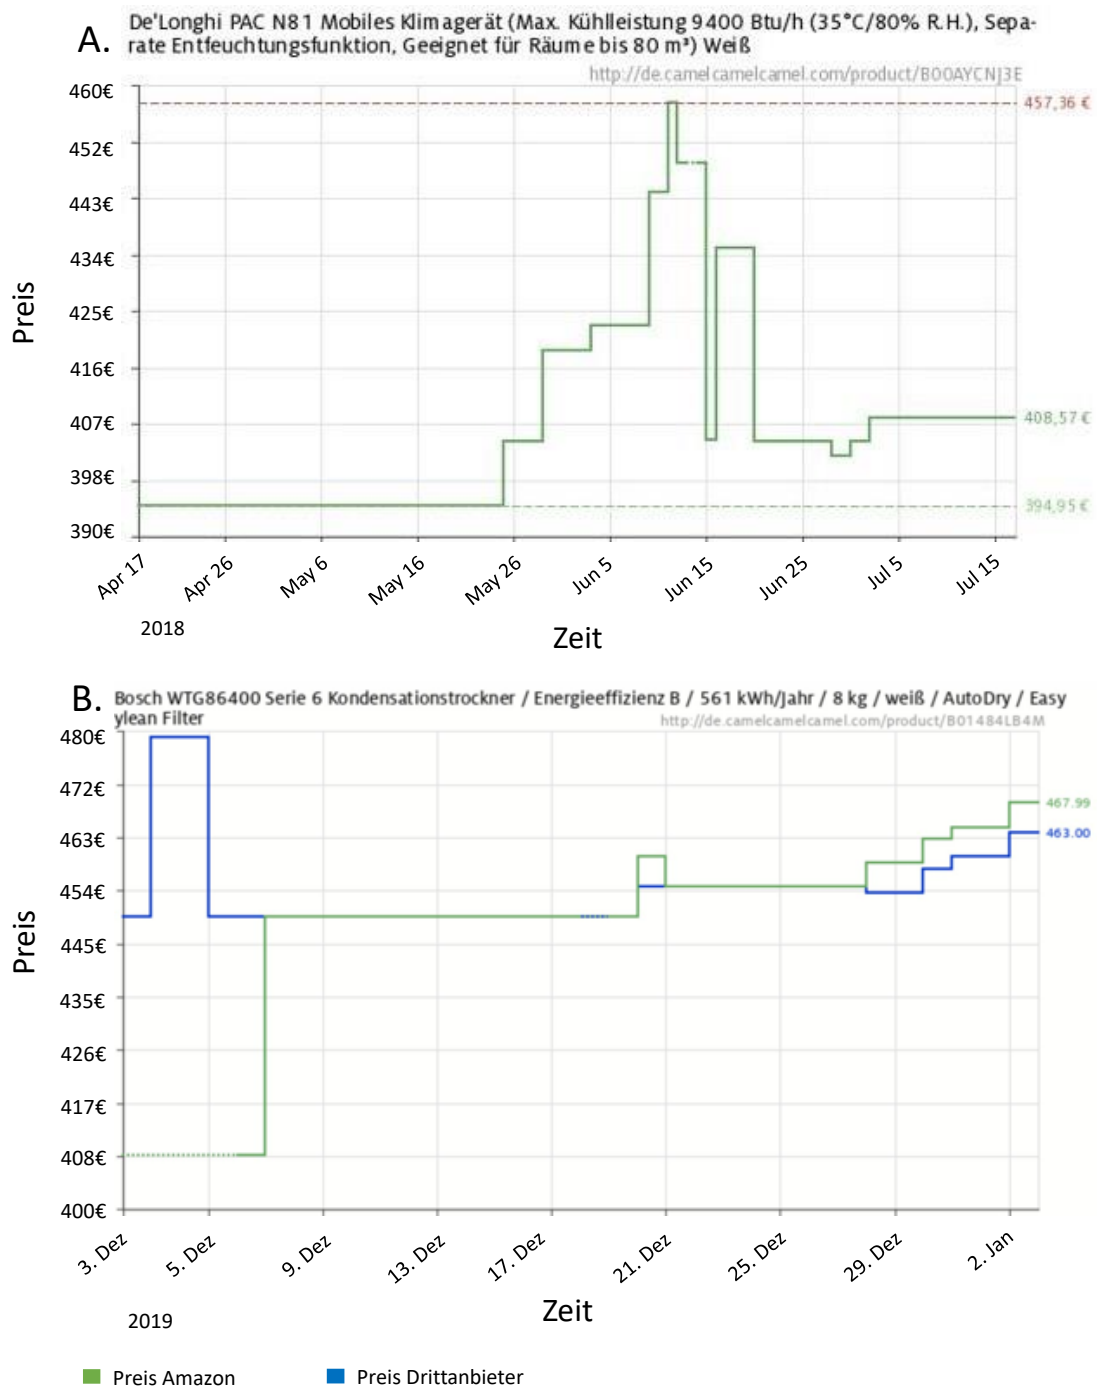 A.
De'Longhi PAC N81 Mobiles Klimagerät (Max. Kühlleistung 9400 Btu/h (35°C/80% R.H.), Sepa-
rate Entfeuchtungsfunktion, Geeignet für Räume bis 80 m³) Weiß
http://de.camelcamelcamel.com/product/B00AYCNJ3E
460€
457,36 €
452€
443€
434€
Preis
425€
416€
407€
408,57 €
398€
394,95 €
390€
Apr 17
Apr 26
May 6
May 16
May 26
Jun 5
Jun 15
Jun 25
Jul 5
Jul 15
2018
Zeit
B.
Bosch WTG86400 Serie 6 Kondensationstrockner / Energieeffizienz B / 561 kWh/Jahr / 8 kg / weiß / AutoDry / Easy
ylean Filter
http://de.camelcamelcamel.com/product/B01484LB4M
480€
472€
467.99
463€
463.00
454€
Preis
445€
435€
426€
417€
408€
400€
3. Dez
5. Dez
9. Dez
13. Dez
17. Dez
21. Dez
25. Dez
29. Dez
2. Jan
2019
Zeit
Preis Amazon
Preis Drittanbieter